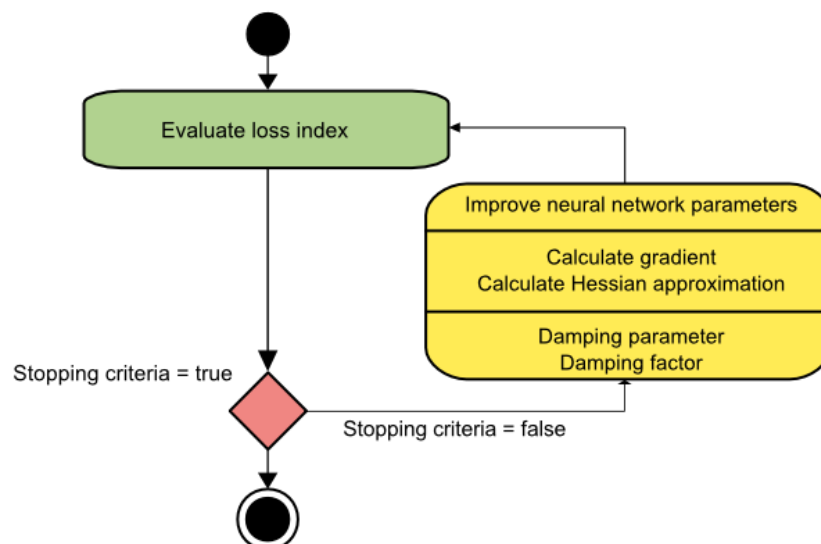 Evaluate loss index
Improve neural network parameters
Calculate gradient
Calculate Hessian approximation
Damping parameter
Damping factor
Stopping criteria = true
Stopping criteria = false